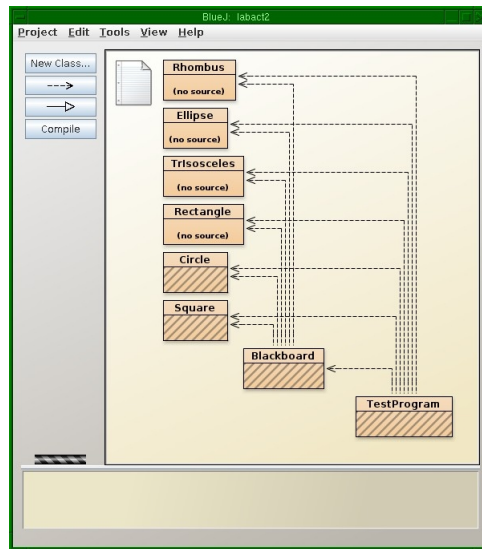 BlueJ: labact2
Project Edit Tools View Help
New Class...
Compile
Rhombus
(no source)
Ellipse
(no source)
TrIsosceles
(no source)
Rectangle
(no source)
Circle
Square
Blackboard
TestProgram